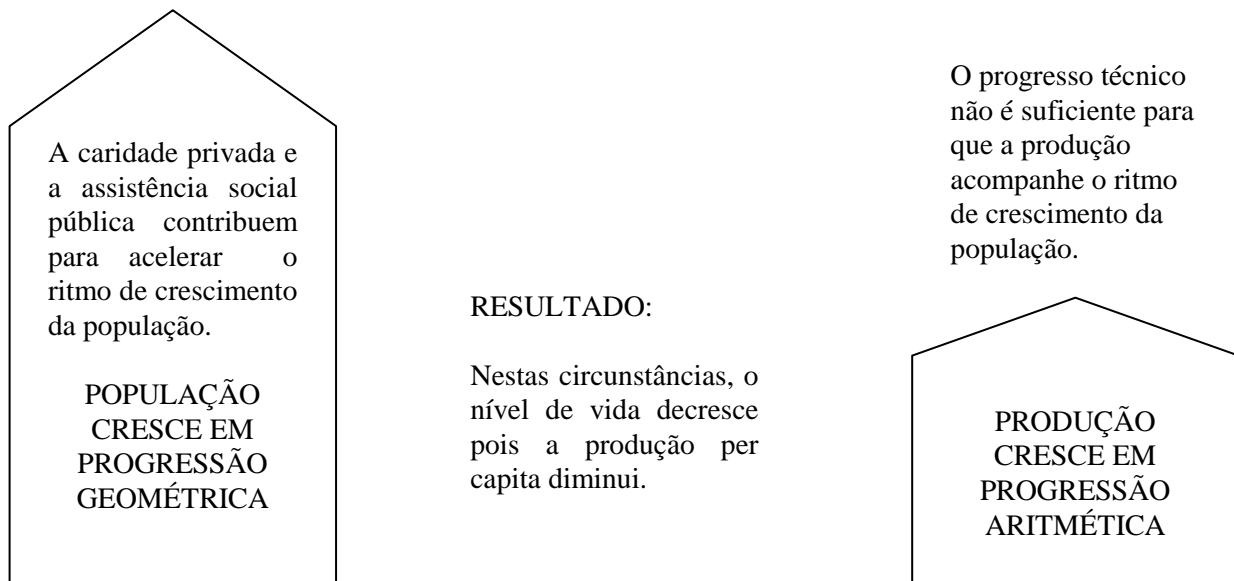 A caridade privada e
a assistência social
pública contribuem
para acelerar o
ritmo de crescimento
da população.
POPULAÇÃO
CRESCE EM
PROGRESSÃO
GEOMÉTRICA
RESULTADO:
Nestas circunstâncias, o
nível de vida decresce
pois a produção per
capita diminui.
O progresso técnico
não é suficiente para
que a produção
acompanhe o ritmo
de crescimento da
população.
PRODUÇÃO
CRESCE EM
PROGRESSÃO
ARITMÉTICA